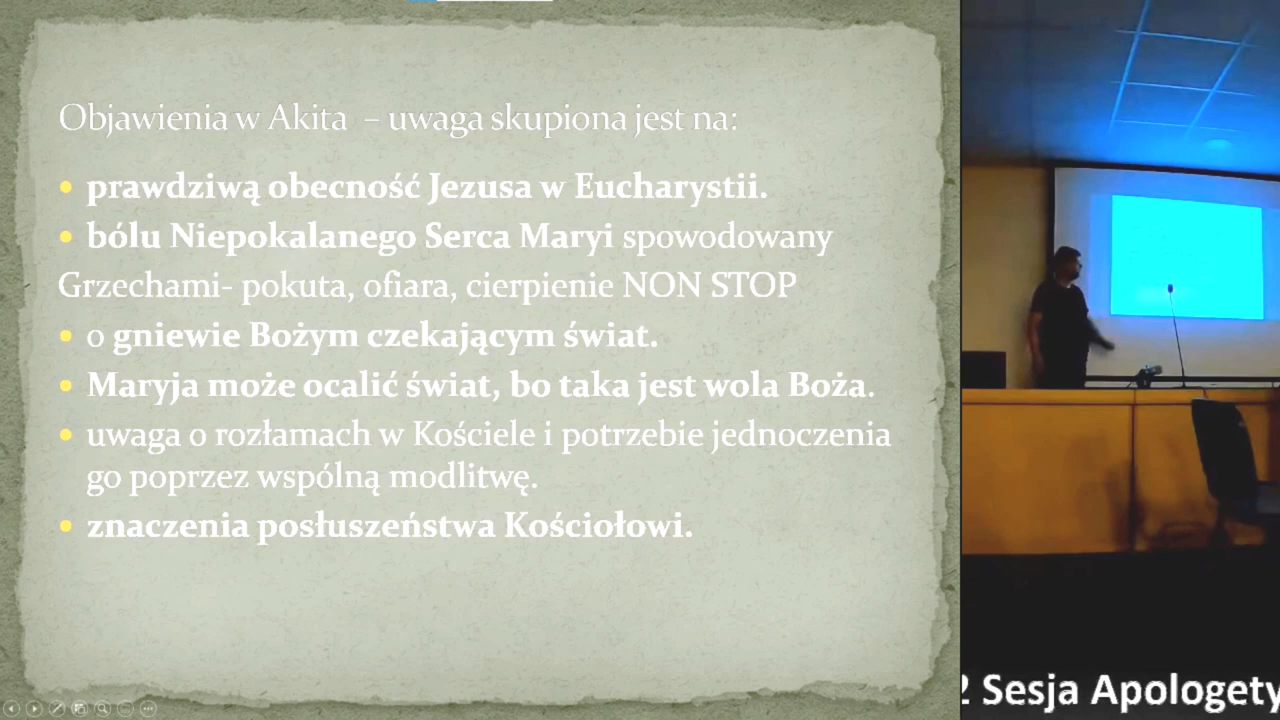 Objawienia w Akita – uwaga skupiona jest na:
• prawdziwą obecność Jezusa w Eucharystii.
• bólu Niepokalanego Serca Maryi spowodowany
Grzechami- pokuta, ofiara, cierpienie NON STOP
• o gniewie Bożym czekającym świat.
• Maryja może ocalić świat, bo taka jest wola Boża.
• uwaga o rozłamach w Kościele i potrzebie jednoczenia
go poprzez wspólną modlitwę.
• znaczenia posłuszeństwa Kościołowi.
2 Sesja Apologety